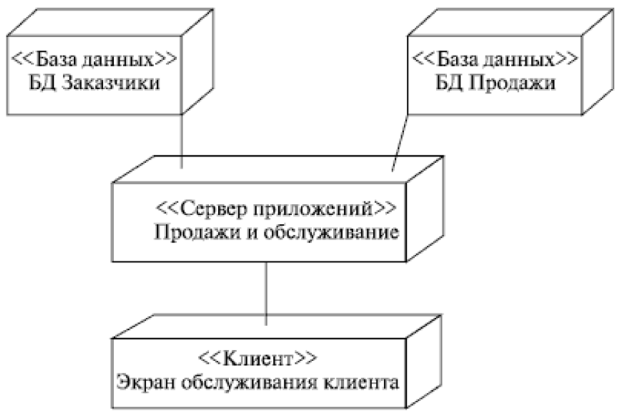 <<База данных>>
БД Заказчики
<<База данных>>
БД Продажи
<<Сервер приложений>>
Продажи и обслуживание
<<Клиент>>
Экран обслуживания клиента